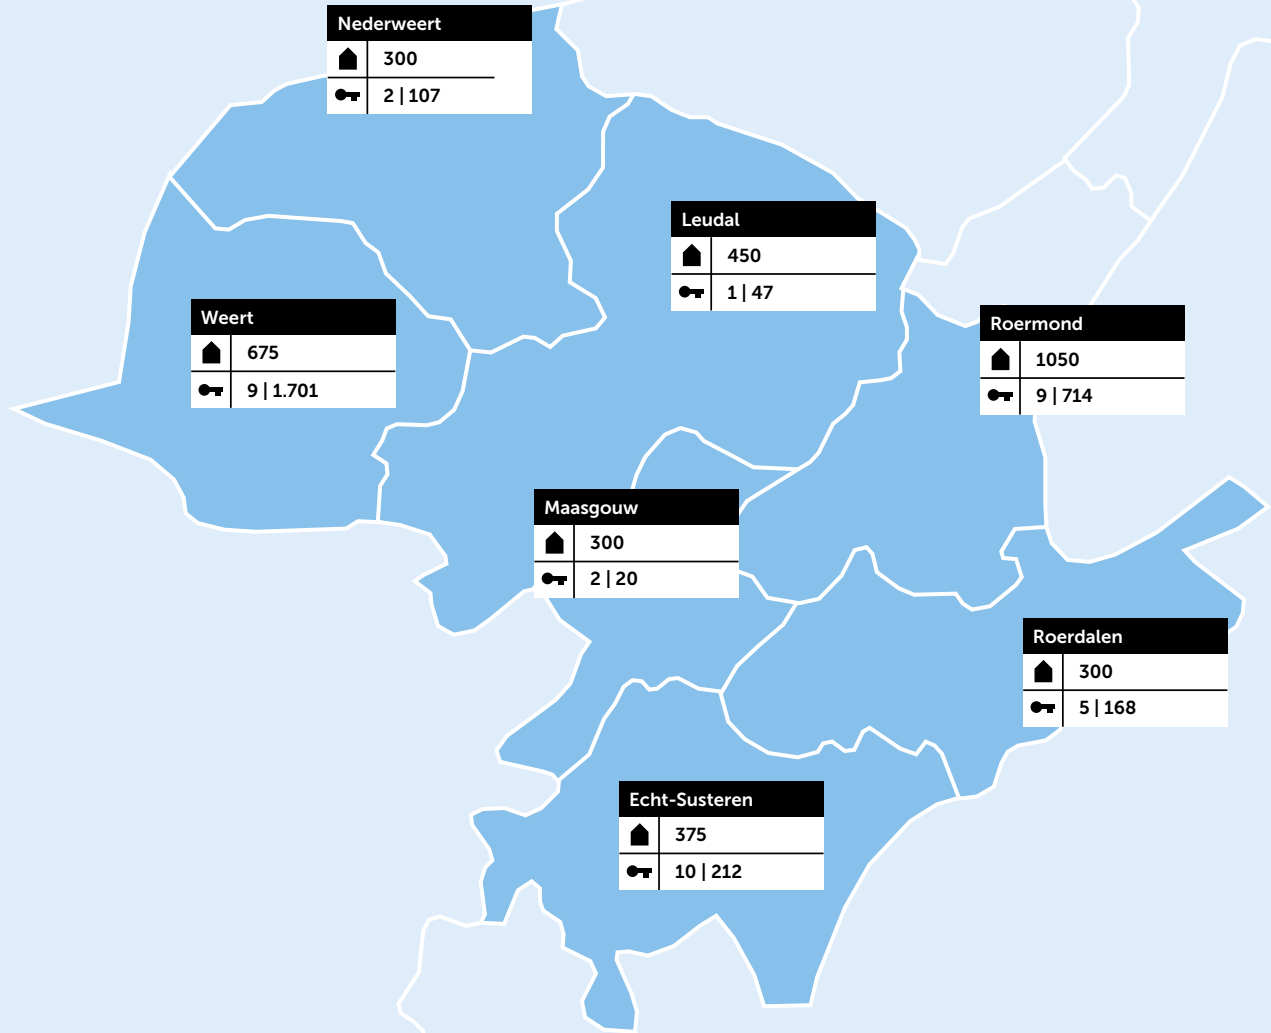 Nederweert
300
2 | 107
Leudal
450
1 | 47
Weert
675
9 | 1.701
Roermond
1050
9 | 714
Maasgouw
300
2 | 20
Roerdalen
300
5 | 168
Echt-Susteren
375
10 | 212